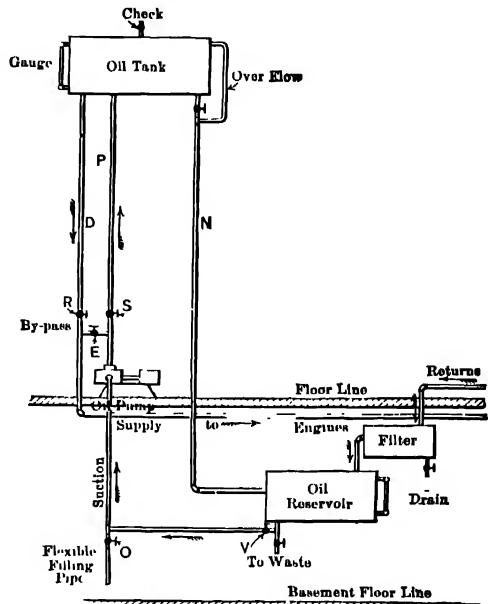 Check
Gauge
Oil Tank
Over Flow
P
D
N
R
S
By-pass
E
Returns
Floor Line
Oil Pump
Supply to Engines
Filter
Suction
Oil
Reservoir
Drain
O
V
To Waste
Flexible
Filling
Pipe
Basement Floor Line